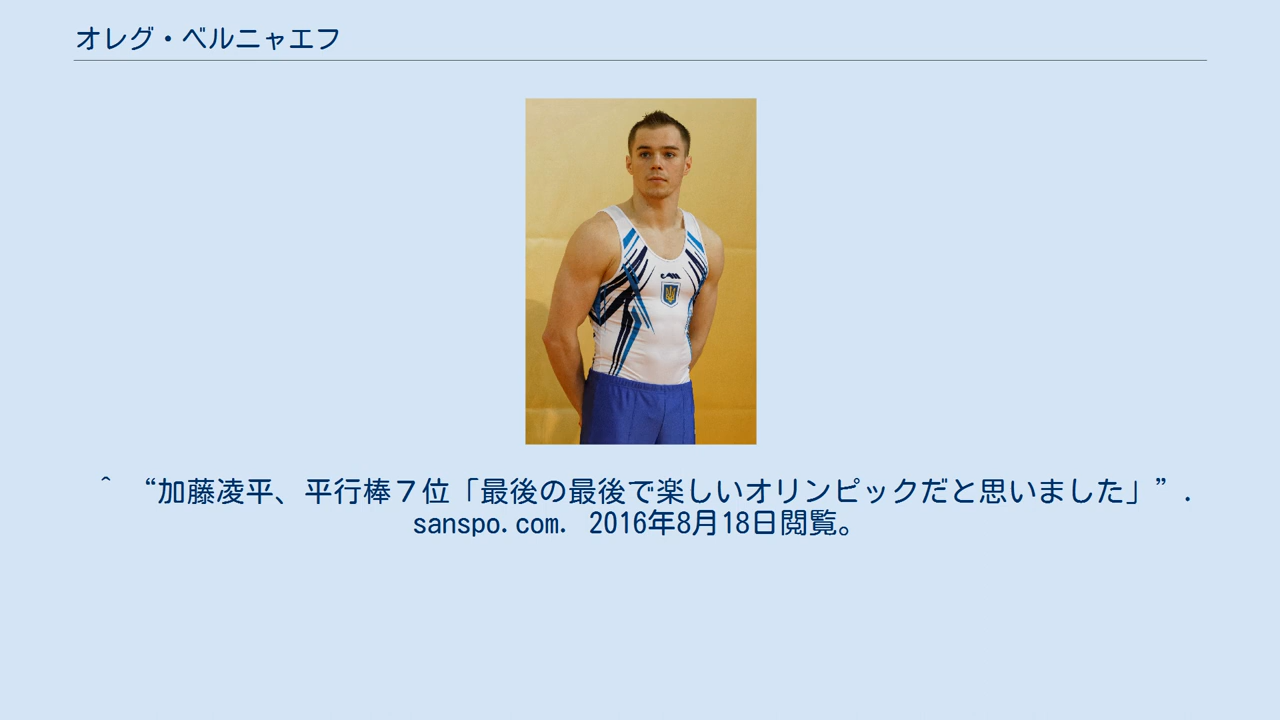 オレグ・ベルニャエフ
^ “加藤凌平、平行棒７位「最後の最後で楽しいオリンピックだと思いました」”.
sanspo.com. 2016年8月18日閲覧。